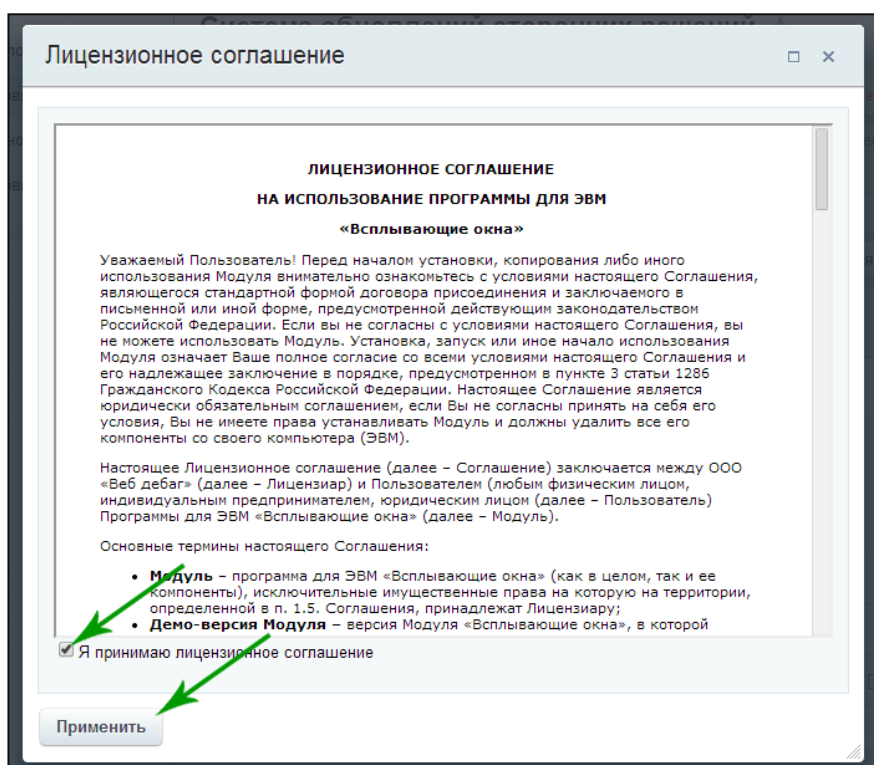 Система обновлений сторонних решений
Лицензионное соглашение
ЛИЦЕНЗИОННОЕ СОГЛАШЕНИЕ
НА ИСПОЛЬЗОВАНИЕ ПРОГРАММЫ ДЛЯ ЭВМ
«Всплывающие окна»
Уважаемый Пользователь! Перед началом установки, копирования либо иного
использования Модуля внимательно ознакомьтесь с условиями настоящего Соглашения,
являющегося стандартной формой договора присоединения и заключаемого в
письменной или иной форме, предусмотренной действующим законодательством
Российской Федерации. Если вы не согласны с условиями настоящего Соглашения, вы
не можете использовать Модуль. Установка, запуск или иное начало использования
Модуля означает Ваше полное согласие со всеми условиями настоящего Соглашения и
его надлежащее заключение в порядке, предусмотренном в пункте 3 статьи 1286
Гражданского Кодекса Российской Федерации. Настоящее Соглашение является
юридически обязательным соглашением, если Вы не согласны принять на себя его
условия, Вы не имеете права устанавливать Модуль и должны удалить все его
компоненты со своего компьютера (ЭВМ).
Настоящее Лицензионное соглашение (далее – Соглашение) заключается между ООО
«Веб дебаг» (далее – Лицензиар) и Пользователем (любым физическим лицом,
индивидуальным предпринимателем, юридическим лицом (далее – Пользователь)
Программы для ЭВМ «Всплывающие окна» (далее – Модуль).
Основные термины настоящего Соглашения:
• Модуль – программа для ЭВМ «Всплывающие окна» (как в целом, так и ее
компоненты), исключительные имущественные права на которую на территории,
определенной в п. 1.5. Соглашения, принадлежат Лицензиару;
• Демо-версия Модуля – версия Модуля «Всплывающие окна», в которой
Я принимаю лицензионное соглашение
Применить